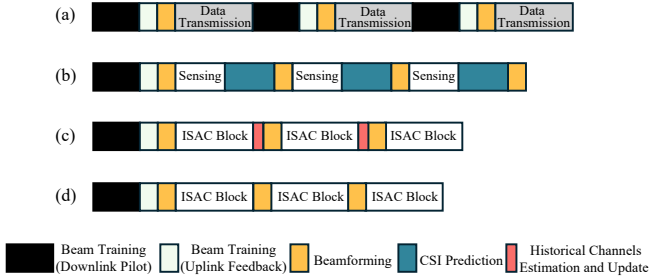 (a)
Data
Transmission
Data
Transmission
Data
Transmission
(b)
Sensing
Sensing
Sensing
(c)
ISAC Block
ISAC Block
ISAC Block
(d)
ISAC Block
ISAC Block
ISAC Block
Beam Training
(Downlink Pilot)
Beam Training
(Uplink Feedback)
Beamforming
CSI Prediction
Historical Channels
Estimation and Update